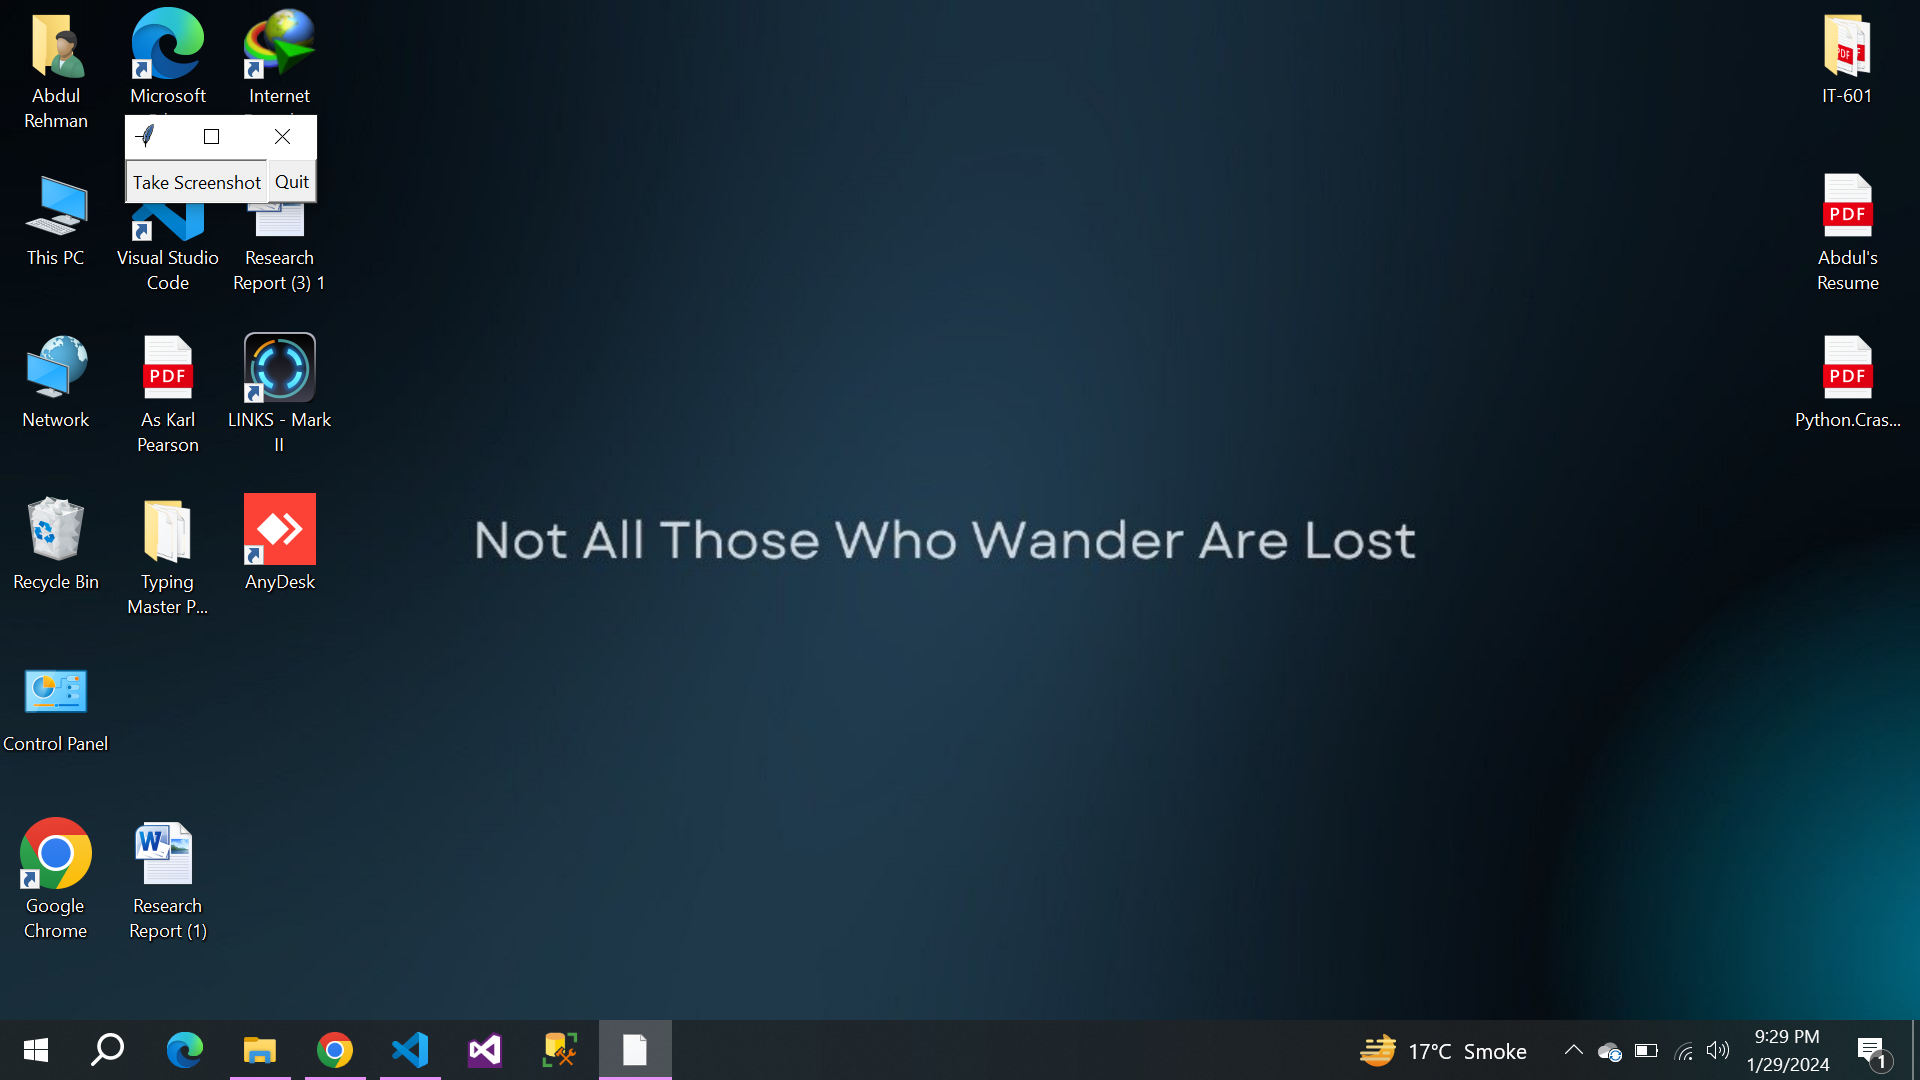 Abdul
Rehman
Microsoft
Internet
Take Screenshot
Quit
This PC
Visual Studio
Code
Research
Report (3) 1
Network
PDF
As Karl
Pearson
LINKS - Mark
II
Recycle Bin
Typing
Master P...
AnyDesk
Control Panel
Google
Chrome
W
Research
Report (1)
Not All Those Who Wander Are Lost
PDF
IT-601
PDF
Abdul's
Resume
PDF
Python.Cras...
17°C Smoke
9:29 PM
1/29/2024
1